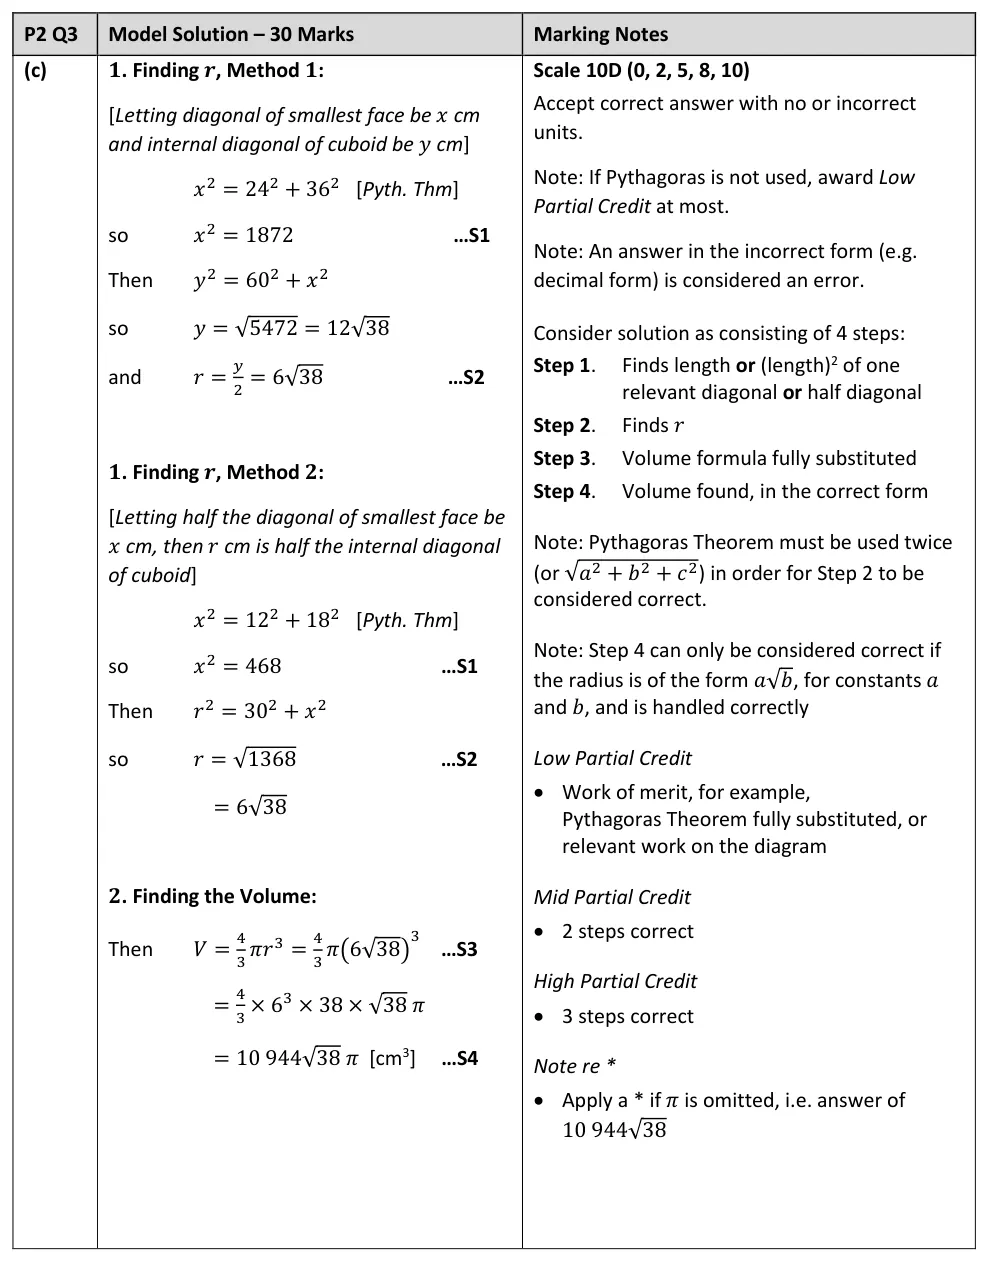 P2 Q3
Model Solution – 30 Marks
Marking Notes
(c)
1. Finding r, Method 1:
[Letting diagonal of smallest face be x cm
and internal diagonal of cuboid be y cm]
x² = 24² + 36² [Pyth. Thm]
so x² = 1872 …S1
Then y² = 60² + x²
so y = √5472 = 12√38
and r = y/2 = 6√38 …S2
1. Finding r, Method 2:
[Letting half the diagonal of smallest face be
x cm, then r cm is half the internal diagonal
of cuboid]
x² = 12² + 18² [Pyth. Thm]
so x² = 468 …S1
Then r² = 30² + x²
so r = √1368 …S2
= 6√38
2. Finding the Volume:
Then V = 4/3 πr³ = 4/3 π(6√38)³ …S3
= 4/3 × 6³ × 38 × √38 π
= 10 944√38 π [cm³] …S4
Scale 10D (0, 2, 5, 8, 10)
Accept correct answer with no or incorrect
units.
Note: If Pythagoras is not used, award Low
Partial Credit at most.
Note: An answer in the incorrect form (e.g.
decimal form) is considered an error.
Consider solution as consisting of 4 steps:
Step 1. Finds length or (length)² of one
relevant diagonal or half diagonal
Step 2. Finds r
Step 3. Volume formula fully substituted
Step 4. Volume found, in the correct form
Note: Pythagoras Theorem must be used twice
(or √(a² + b² + c²)) in order for Step 2 to be
considered correct.
Note: Step 4 can only be considered correct if
the radius is of the form a√b, for constants a
and b, and is handled correctly
Low Partial Credit
• Work of merit, for example,
Pythagoras Theorem fully substituted, or
relevant work on the diagram
Mid Partial Credit
• 2 steps correct
High Partial Credit
• 3 steps correct
Note re *
• Apply a * if π is omitted, i.e. answer of
10 944√38